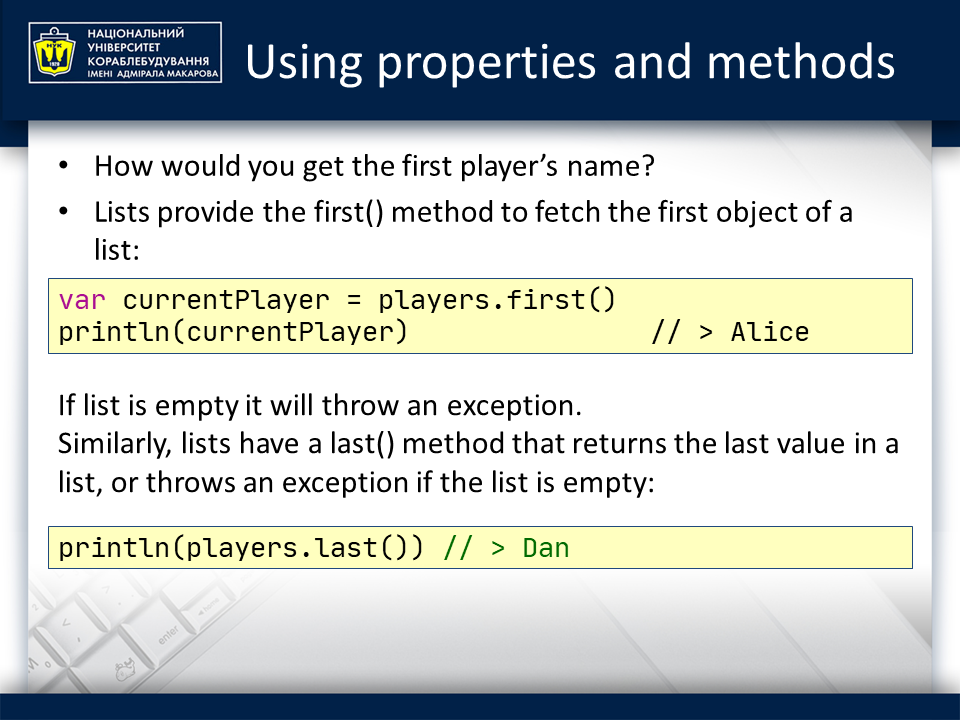 НАЦІОНАЛЬНИЙ
УНІВЕРСИТЕТ
КОРАБЛЕБУДУВАННЯ
ІМЕНІ АДМІРАЛА МАКАРОВА
НУК
1920
Using properties and methods
• How would you get the first player’s name?
• Lists provide the first() method to fetch the first object of a
list:
var currentPlayer = players.first()
println(currentPlayer) // > Alice
If list is empty it will throw an exception.
Similarly, lists have a last() method that returns the last value in a
list, or throws an exception if the list is empty:
println(players.last()) // > Dan
enter